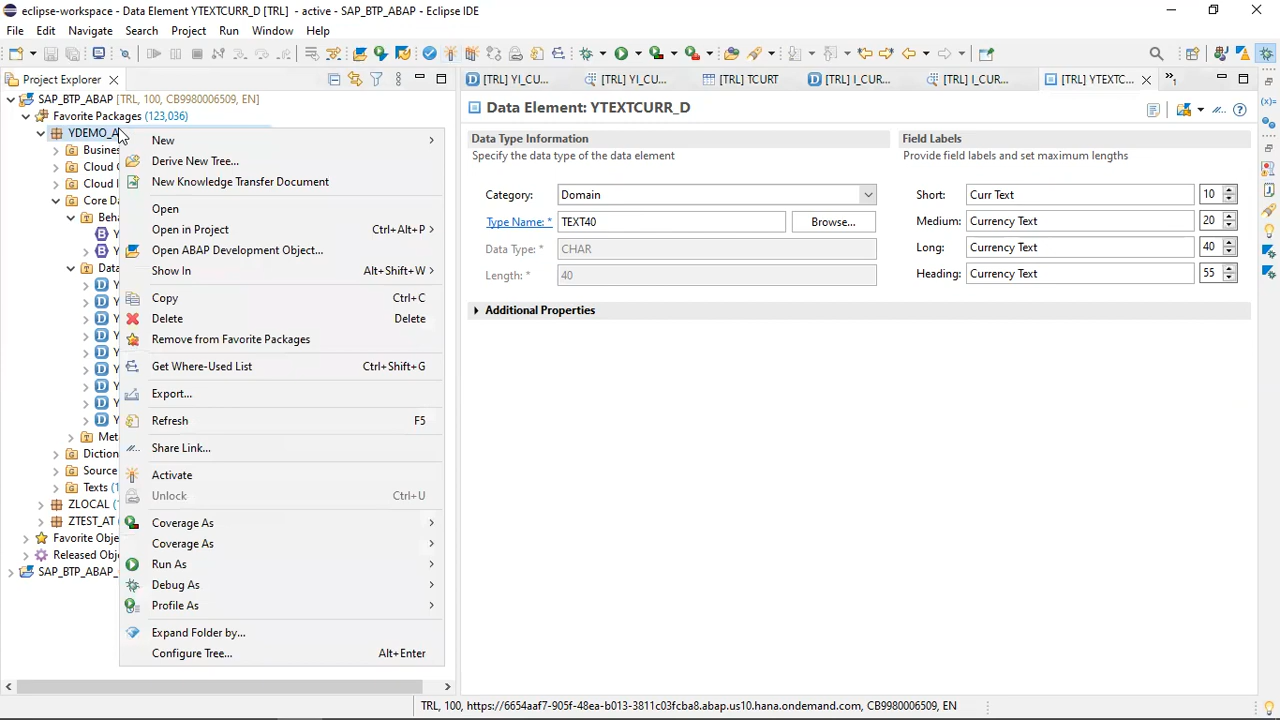 eclipse-workspace - Data Element YTEXTCURR_D [TRL] - active - SAP_BTP_ABAP - Eclipse IDE
File Edit Navigate Search Project Run Window Help
Project Explorer
[TRL] YI_CU...
[TRL] YI_CU...
[TRL] TCURT
[TRL] I_CUR...
[TRL] I_CUR...
[TRL] YTEXTC...
SAP_BTP_ABAP [TRL, 100, CB9980006509, EN]
Favorite Packages (123,036)
YDEMO_A
Busines
Cloud
Cloud
Core Da
Beha
Y
Y
Data
Y
Y
Y
Y
Y
Y
Y
Y
Y
Met
Diction
Source
Texts (1
ZLOCAL (
ZTEST_AT (
Favorite Obje
Released Obj
SAP_BTP_ABAP_
New
Derive New Tree...
New Knowledge Transfer Document
Open
Open in Project Ctrl+Alt+P
Open ABAP Development Object...
Show In Alt+Shift+W
Copy Ctrl+C
Delete Delete
Remove from Favorite Packages
Get Where-Used List Ctrl+Shift+G
Export...
Refresh F5
Share Link...
Activate
Unlock Ctrl+U
Coverage As
Coverage As
Run As
Debug As
Profile As
Expand Folder by...
Configure Tree... Alt+Enter
Data Element: YTEXTCURR_D
Data Type Information
Specify the data type of the data element
Category: Domain
Type Name: * TEXT40 Browse...
Data Type: * CHAR
Length: * 40
Field Labels
Provide field labels and set maximum lengths
Short: Curr Text 10
Medium: Currency Text 20
Long: Currency Text 40
Heading: Currency Text 55
Additional Properties
TRL, 100, https://6654aaf7-905f-48ea-b013-3811c03fcba8.abap.us10.hana.ondemand.com, CB9980006509, EN